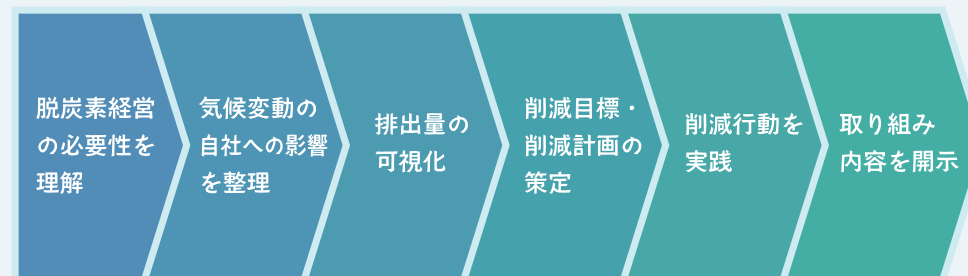 脱炭素経営
の必要性を
理解
気候変動の
自社への影響
を整理
排出量の
可視化
削減目標・
削減計画の
策定
削減行動を
実践
取り組み
内容を開示